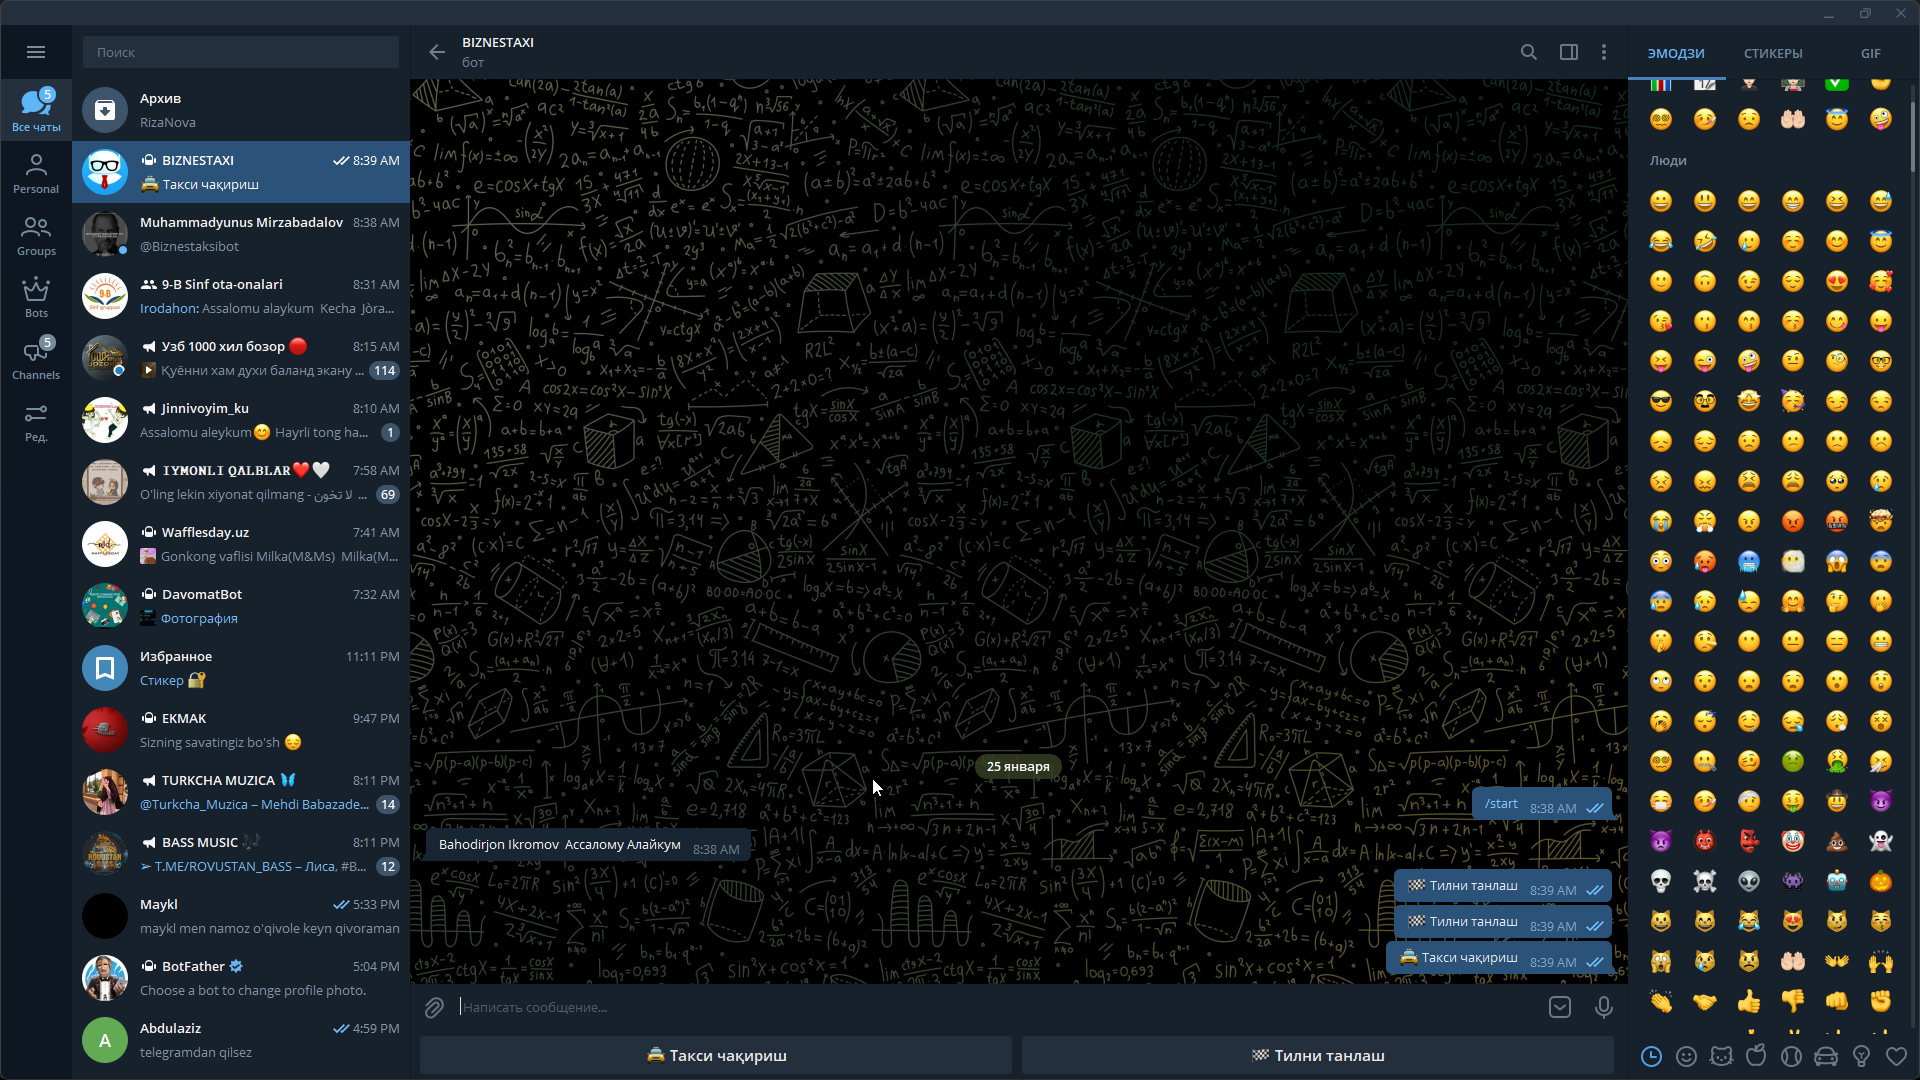 Поиск
5
Все чаты
Personal
Groups
Bots
5
Channels
Ред.
Архив
RizaNova
BIZNESTAXI 8:39 AM
Такси чақириш
Muhammadyunus Mirzabadalov 8:38 AM
@Biznestaksibot
9-B Sinf ota-onalari 8:31 AM
Irodahon: Assalomu alaykum Kecha Jòra...
Узб 1000 хил бозор 8:15 AM
Қуённи хам духи баланд экану ... 114
Jinnivoyim_ku 8:10 AM
Assalomu aleykum😊 Hayrli tong ha... 1
IYMONLI QALBLAR❤️🤍 7:58 AM
O'ling lekin xiyonat qilmang - لا تخون ... 69
Wafflesday.uz 7:41 AM
Gonkong vaflisi Milka(M&Ms) Milka(M...
DavomatBot 7:32 AM
Фотография
Избранное 11:11 PM
Стикер 🔐
EKMAK 9:47 PM
Sizning savatingiz bo'sh 😔
TURKCHA MUZICA 🦋 8:11 PM
@Turkcha_Muzica – Mehdi Babazade... 14
BASS MUSIC 🎶 8:11 PM
➢ T.ME/ROVUSTAN_BASS – Лиса, #B... 12
Maykl 5:33 PM
maykl men namoz o'qivole keyn qivoraman
BotFather 5:04 PM
Choose a bot to change profile photo.
A
Abdulaziz 4:59 PM
telegramdan qilsez
BIZNESTAXI
бот
25 января
/start 8:38 AM
Bahodirjon Ikromov Ассалому Алайкум 8:38 AM
🏁 Тилни танлаш 8:39 AM
🏁 Тилни танлаш 8:39 AM
🚖 Такси чақириш 8:39 AM
Написать сообщение...
🚖 Такси чақириш
🏁 Тилни танлаш
ЭМОДЗИ СТИКЕРЫ GIF
Люди